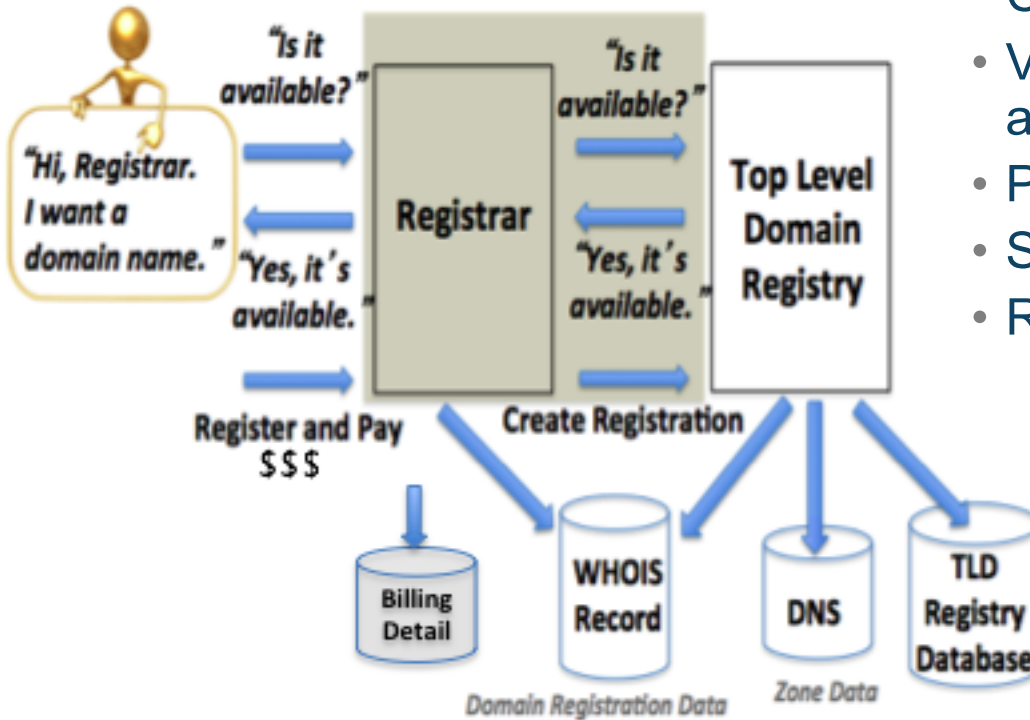 “Hi, Registrar.
I want a
domain name.”
“Is it
available?”
“Yes, it’s
available.”
Register and Pay
$$$
Registrar
“Is it
available?”
“Yes, it’s
available.”
Create Registration
Top Level
Domain
Registry
Billing
Detail
WHOIS
Record
Domain Registration Data
DNS
Zone Data
TLD
Registry
Database